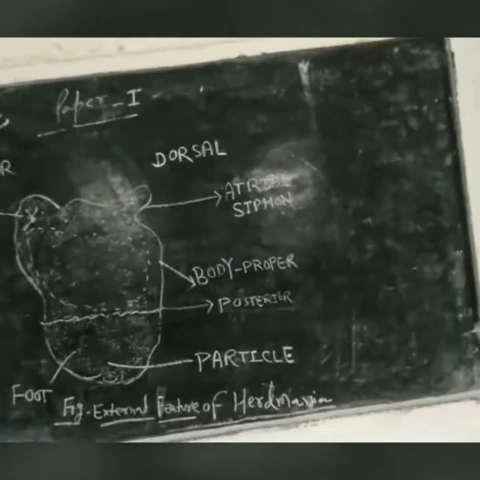 Paper-I
R
DORSAL
ATRIAL
SIPHON
BODY-PROPER
POSTERIOR
PARTICLE
FOOT
Fig-External Feature of Herdmania